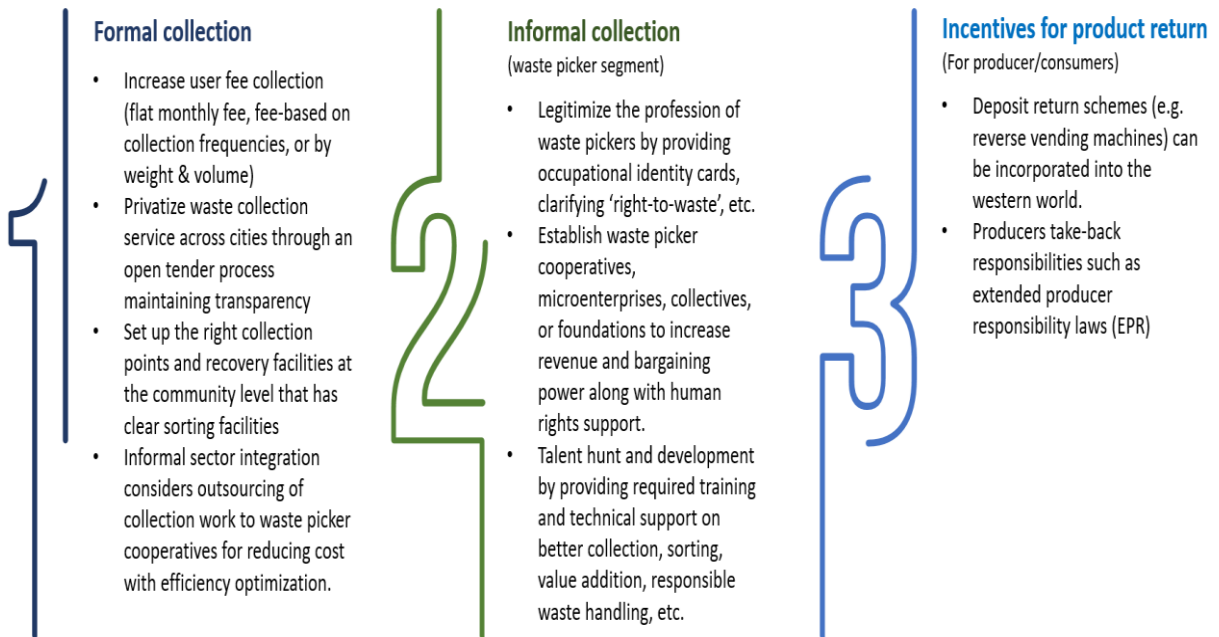 1
Formal collection
• Increase user fee collection
(flat monthly fee, fee-based on
collection frequencies, or by
weight & volume)
• Privatize waste collection
service across cities through an
open tender process
maintaining transparency
• Set up the right collection
points and recovery facilities at
the community level that has
clear sorting facilities
• Informal sector integration
considers outsourcing of
collection work to waste picker
cooperatives for reducing cost
with efficiency optimization.
2
Informal collection
(waste picker segment)
• Legitimize the profession of
waste pickers by providing
occupational identity cards,
clarifying ‘right-to-waste’, etc.
• Establish waste picker
cooperatives,
microenterprises, collectives,
or foundations to increase
revenue and bargaining
power along with human
rights support.
• Talent hunt and development
by providing required training
and technical support on
better collection, sorting,
value addition, responsible
waste handling, etc.
3
Incentives for product return
(For producer/consumers)
• Deposit return schemes (e.g.
reverse vending machines) can
be incorporated into the
western world.
• Producers take-back
responsibilities such as
extended producer
responsibility laws (EPR)